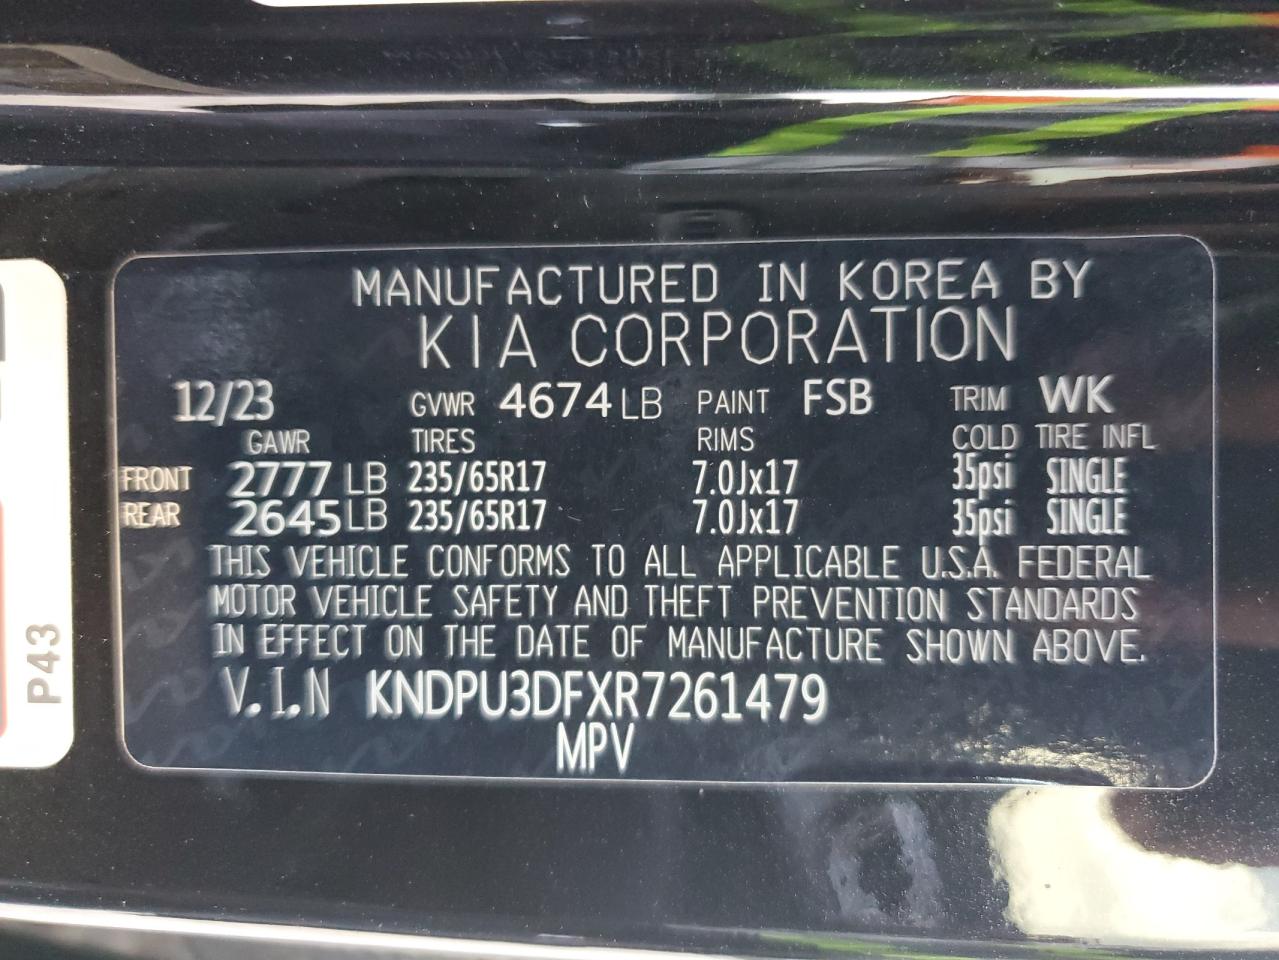 MANUFACTURED IN KOREA BY
KIA CORPORATION
12/23 GVWR 4674 LB PAINT FSB TRIM WK
GAWR TIRES RIMS COLD TIRE INFL
FRONT 2777 LB 235/65R17 7.0Jx17 35psi SINGLE
REAR 2645 LB 235/65R17 7.0Jx17 35psi SINGLE
THIS VEHICLE CONFORMS TO ALL APPLICABLE U.S.A. FEDERAL
MOTOR VEHICLE SAFETY AND THEFT PREVENTION STANDARDS
IN EFFECT ON THE DATE OF MANUFACTURE SHOWN ABOVE.
V.I.N KNDPU3DFXR7261479
MPV
P43